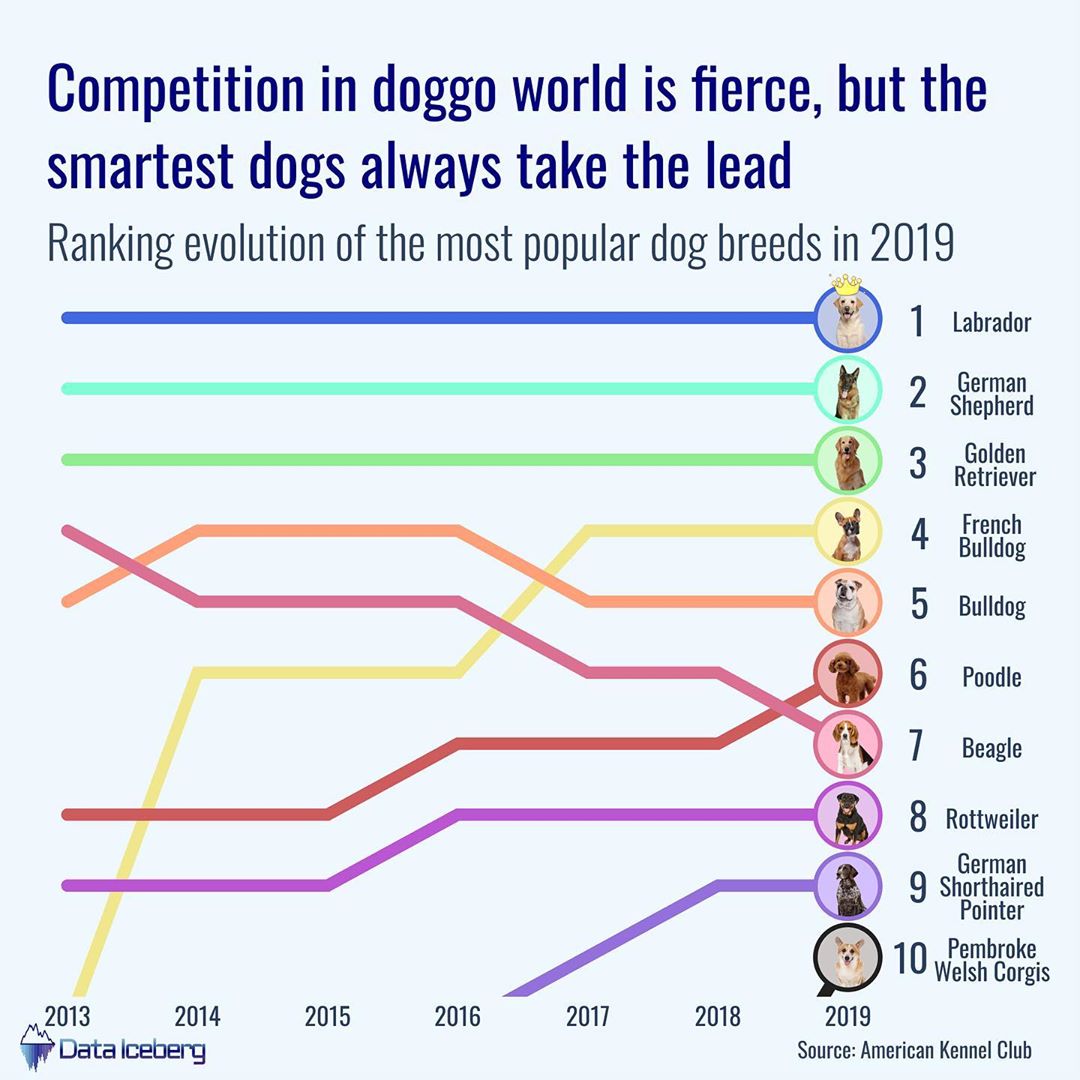 Competition in doggo world is fierce, but the
smartest dogs always take the lead
Ranking evolution of the most popular dog breeds in 2019
1 Labrador
2 German
Shepherd
3 Golden
Retriever
4 French
Bulldog
5 Bulldog
6 Poodle
7 Beagle
8 Rottweiler
9 German
Shorthaired
Pointer
10 Pembroke
Welsh Corgis
2013 2014 2015 2016 2017 2018 2019
Data Iceberg
Source: American Kennel Club